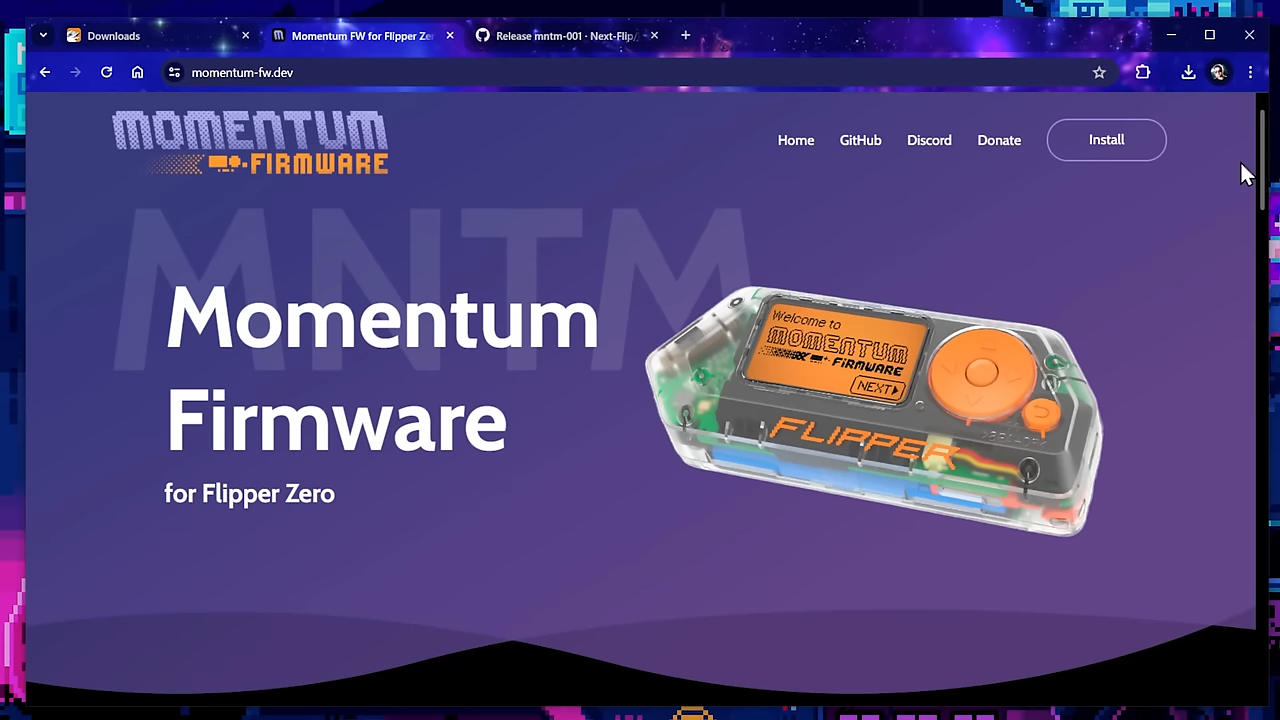 Downloads
Momentum FW for Flipper Ze
Release mntm-001 · Next-Flip/
momentum-fw.dev
MOMENTUM
FIRMWARE
Home GitHub Discord Donate Install
MNTM
Momentum
Firmware
for Flipper Zero
Welcome to
MOMENTUM
FIRMWARE
NEXT
FLIPPER